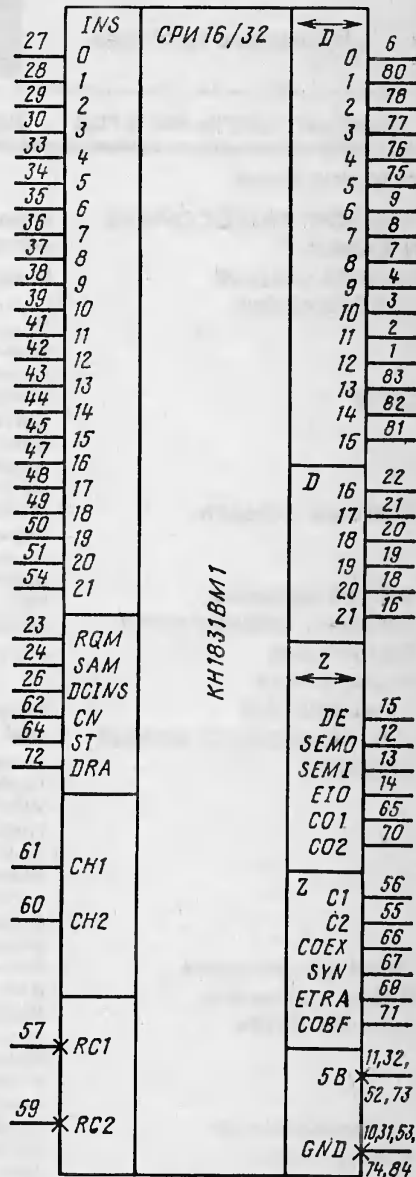 INS СРИ 16/32 D
27 0 0 6
28 1 1 80
29 2 2 78
30 3 3 77
33 4 4 76
34 5 5 75
35 6 6 9
36 7 7 8
37 8 8 7
38 9 9 4
39 10 10 3
41 11 11 2
42 12 12 1
43 13 13 83
44 14 14 82
45 15 15 81
47 16 D 16 22
48 17 17 21
49 18 18 20
50 19 19 19
51 20 20 18
54 21 21 16
КН1831ВМ1
23 RQM
24 SAM
26 DCINS
62 CN
64 ST
72 DRA
Z
DE 15
SEMO 12
SEMI 13
EIO 14
CO1 65
CO2 70
61 CH1
60 CH2
Z C1 56
C2 55
COEX 66
SYN 67
ETRA 68
COBF 71
57 RC1
59 RC2
5В 11,32,
52,73
GND 10,31,53,
74,84